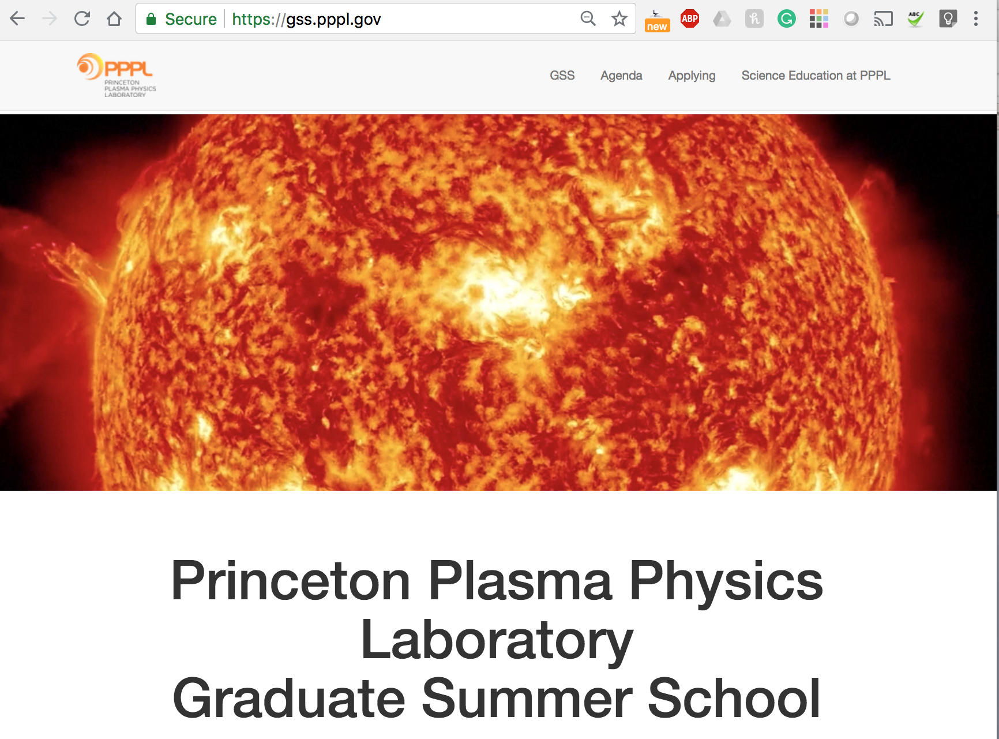 Secure https://gss.pppl.gov
new
ABP
h
G
ABC
PPPL
PRINCETON
PLASMA PHYSICS
LABORATORY
GSS Agenda Applying Science Education at PPPL
Princeton Plasma Physics
Laboratory
Graduate Summer School